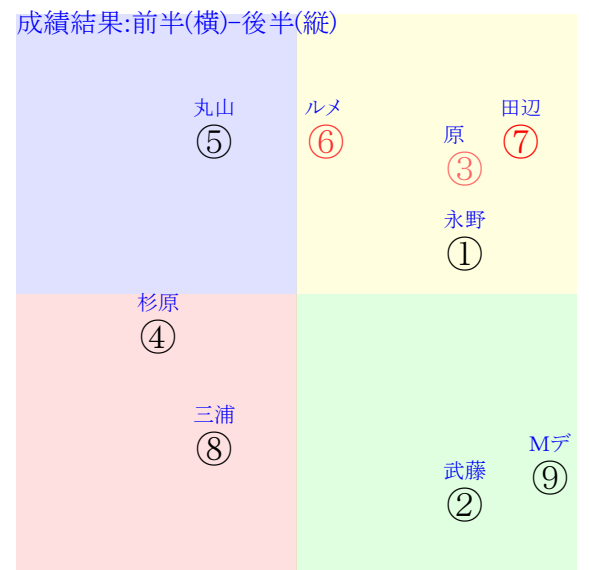 成績結果:前半(横)-後半(縦)
丸山
⑤
ルメ
⑥
田辺
⑦
原
③
永野
①
杉原
④
三浦
⑧
Mデ
⑨
武藤
②